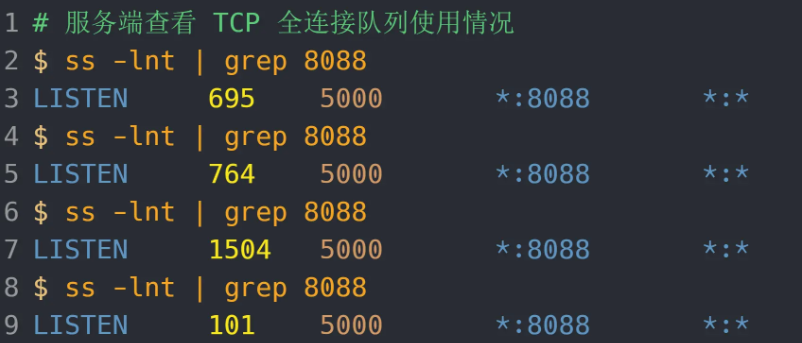 1 # 服务端查看 TCP 全连接队列使用情况
2 $ ss -lnt | grep 8088
3 LISTEN 695 5000 *:8088 *:*
4 $ ss -lnt | grep 8088
5 LISTEN 764 5000 *:8088 *:*
6 $ ss -lnt | grep 8088
7 LISTEN 1504 5000 *:8088 *:*
8 $ ss -lnt | grep 8088
9 LISTEN 101 5000 *:8088 *:*